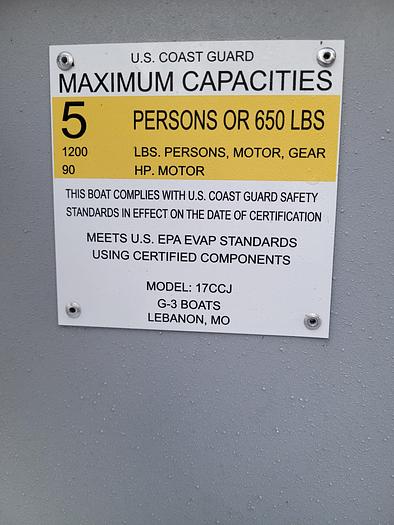 U.S. COAST GUARD
MAXIMUM CAPACITIES
5 PERSONS OR 650 LBS
1200 LBS. PERSONS, MOTOR, GEAR
90 HP. MOTOR
THIS BOAT COMPLIES WITH U.S. COAST GUARD SAFETY
STANDARDS IN EFFECT ON THE DATE OF CERTIFICATION
MEETS U.S. EPA EVAP STANDARDS
USING CERTIFIED COMPONENTS
MODEL: 17CCJ
G-3 BOATS
LEBANON, MO